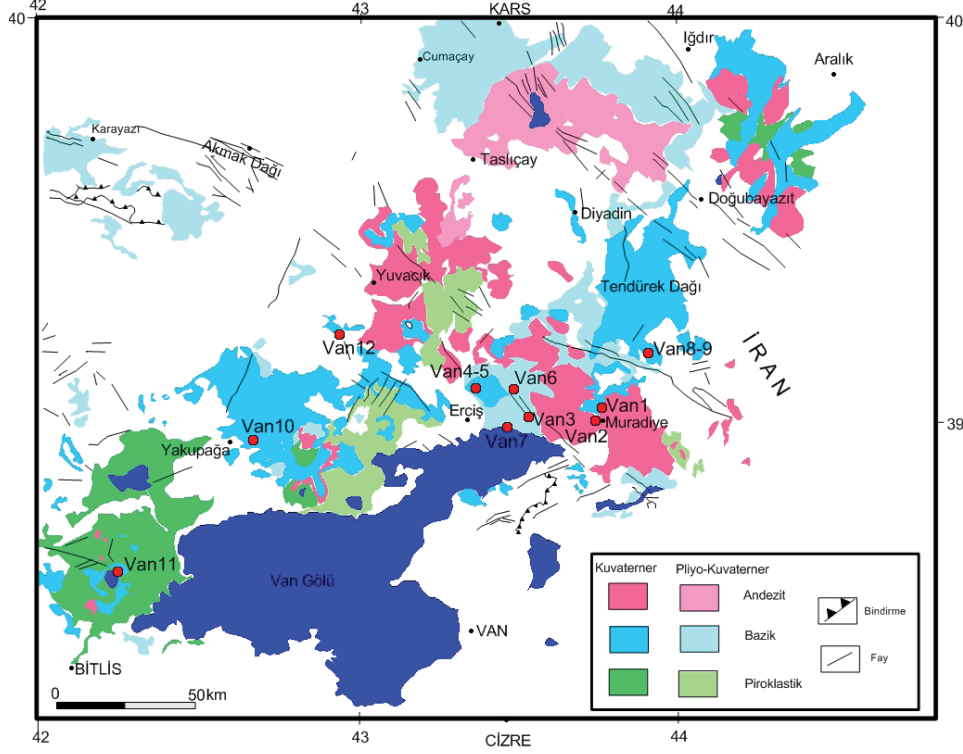 42
43
KARS
44
40
40
Iğdır
Cumaçay
Aralık
Karayazı
Akmak Dağı
Taslıçay
Doğubayazıt
Diyadin
Yuvacık
Tendürek Dağı
İRAN
Van12
Van8-9
Van4-5
Van6
Erciş
Van1
Van3
Muradiye
Van10
Van7
Van2
39
39
Yakupağa
Van11
Van Gölü
VAN
BİTLİS
0
50km
Kuvaterner
Pliyo-Kuvaterner
Andezit
Bindirme
Bazik
Fay
Piroklastik
42
43
CİZRE
44